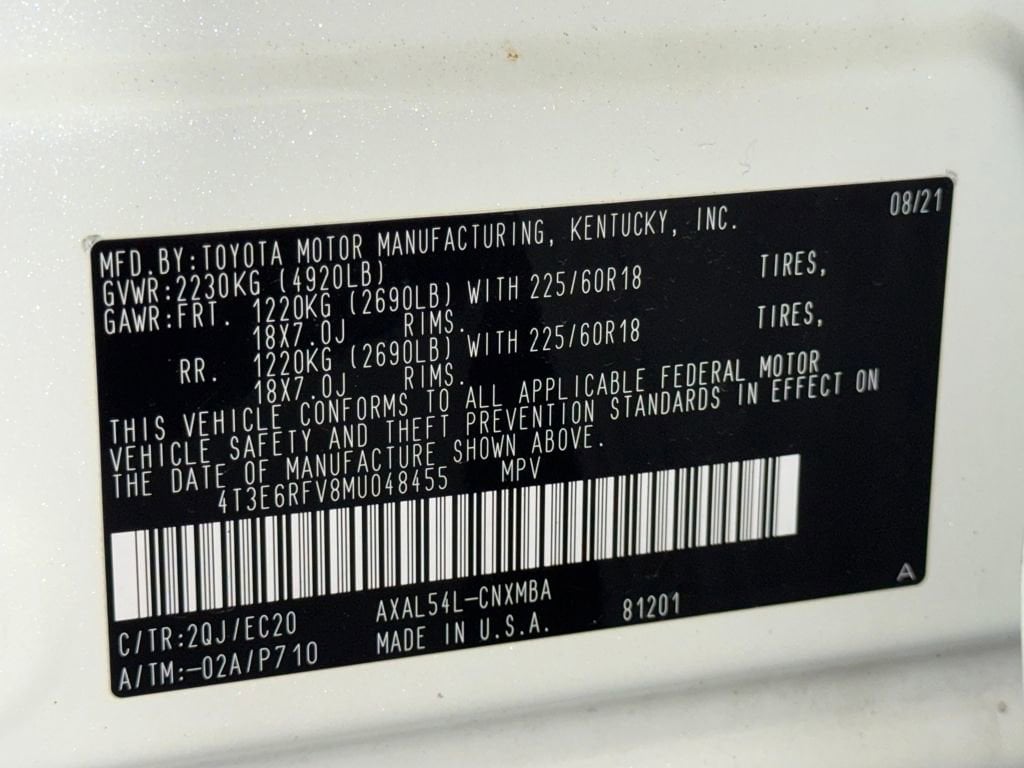 08/21
MFD.BY:TOYOTA MOTOR MANUFACTURING, KENTUCKY, INC.
GVWR:2230KG (4920LB)
GAWR:FRT. 1220KG (2690LB) WITH 225/60R18 TIRES,
18X7.0J RIMS.
RR. 1220KG (2690LB) WITH 225/60R18 TIRES,
18X7.0J RIMS.
THIS VEHICLE CONFORMS TO ALL APPLICABLE FEDERAL MOTOR
VEHICLE SAFETY AND THEFT PREVENTION STANDARDS IN EFFECT ON
THE DATE OF MANUFACTURE SHOWN ABOVE.
4T3E6RFV8MU048455 MPV
C/TR:2QJ/EC20 AXAL54L-CNXMBA 81201 A
A/TM:-02A/P710 MADE IN U.S.A.